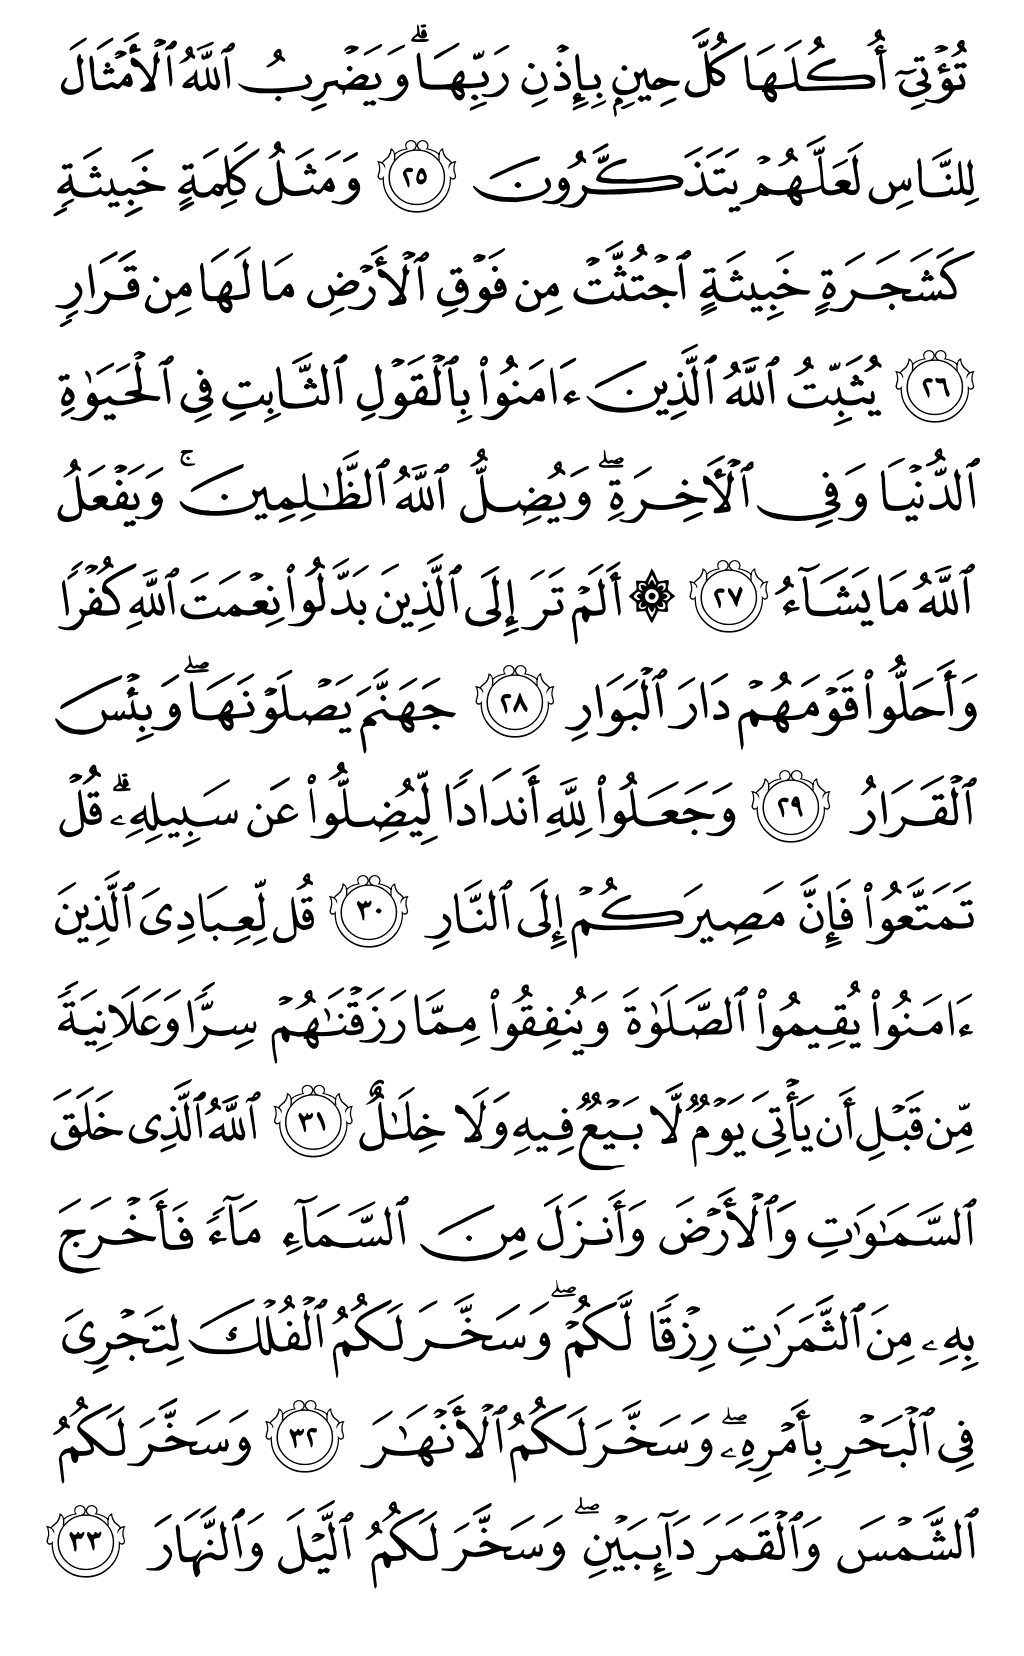 تُؤۡتِيٓ أُكُلَهَا كُلَّ حِينِۭ بِإِذۡنِ رَبِّهَاۗ وَيَضۡرِبُ ٱللَّهُ ٱلۡأَمۡثَالَ
لِلنَّاسِ لَعَلَّهُمۡ يَتَذَكَّرُونَ ٢٥ وَمَثَلُ كَلِمَةٍ خَبِيثَةٖ
كَشَجَرَةٍ خَبِيثَةٍ ٱجۡتُثَّتۡ مِن فَوۡقِ ٱلۡأَرۡضِ مَا لَهَا مِن قَرَارٖ
٢٦ يُثَبِّتُ ٱللَّهُ ٱلَّذِينَ ءَامَنُواْ بِٱلۡقَوۡلِ ٱلثَّابِتِ فِي ٱلۡحَيَوٰةِ
ٱلدُّنۡيَا وَفِي ٱلۡأٓخِرَةِۖ وَيُضِلُّ ٱللَّهُ ٱلظَّٰلِمِينَۚ وَيَفۡعَلُ
ٱللَّهُ مَا يَشَآءُ ٢٧ ۞ أَلَمۡ تَرَ إِلَى ٱلَّذِينَ بَدَّلُواْ نِعۡمَتَ ٱللَّهِ كُفۡرٗا
وَأَحَلُّواْ قَوۡمَهُمۡ دَارَ ٱلۡبَوَارِ ٢٨ جَهَنَّمَ يَصۡلَوۡنَهَاۖ وَبِئۡسَ
ٱلۡقَرَارُ ٢٩ وَجَعَلُواْ لِلَّهِ أَندَادٗا لِّيُضِلُّواْ عَن سَبِيلِهِۦۗ قُلۡ
تَمَتَّعُواْ فَإِنَّ مَصِيرَكُمۡ إِلَى ٱلنَّارِ ٣٠ قُل لِّعِبَادِيَ ٱلَّذِينَ
ءَامَنُواْ يُقِيمُواْ ٱلصَّلَوٰةَ وَيُنفِقُواْ مِمَّا رَزَقۡنَٰهُمۡ سِرّٗا وَعَلَانِيَةٗ
مِّن قَبۡلِ أَن يَأۡتِيَ يَوۡمٞ لَّا بَيۡعٞ فِيهِ وَلَا خِلَٰلٌ ٣١ ٱللَّهُ ٱلَّذِي خَلَقَ
ٱلسَّمَٰوَٰتِ وَٱلۡأَرۡضَ وَأَنزَلَ مِنَ ٱلسَّمَآءِ مَآءٗ فَأَخۡرَجَ
بِهِۦ مِنَ ٱلثَّمَرَٰتِ رِزۡقٗا لَّكُمۡۖ وَسَخَّرَ لَكُمُ ٱلۡفُلۡكَ لِتَجۡرِيَ
فِي ٱلۡبَحۡرِ بِأَمۡرِهِۦۖ وَسَخَّرَ لَكُمُ ٱلۡأَنۡهَٰرَ ٣٢ وَسَخَّرَ لَكُمُ
ٱلشَّمۡسَ وَٱلۡقَمَرَ دَآئِبَيۡنِۖ وَسَخَّرَ لَكُمُ ٱلَّيۡلَ وَٱلنَّهَارَ ٣٣